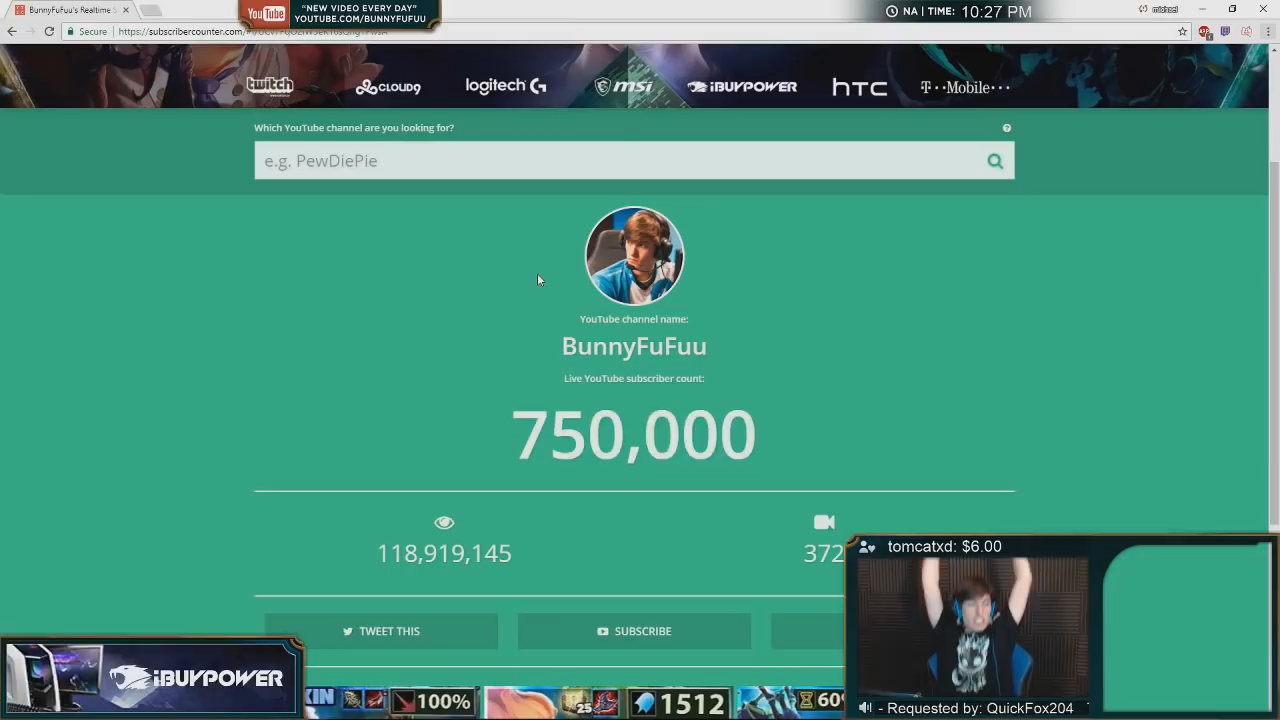 BunnyFuFuu's Realtime S
YouTube
"NEW VIDEO EVERY DAY"
YOUTUBE.COM/BUNNYFUFUU
NA | TIME: 10:27 PM
michael
Secure
https://subscribercounter.com/
twitch
CLOUD9
logitech G
msi
iBUYPOWER
htc
T··Mobile···
Which YouTube channel are you looking for?
e.g. PewDiePie
YouTube channel name:
BunnyFuFuu
Live YouTube subscriber count:
750,000
118,919,145
372
tomcatxd: $6.00
TWEET THIS
SUBSCRIBE
iBUYPOWER
KIN
100%
25
1512
60%
- Requested by: QuickFox204